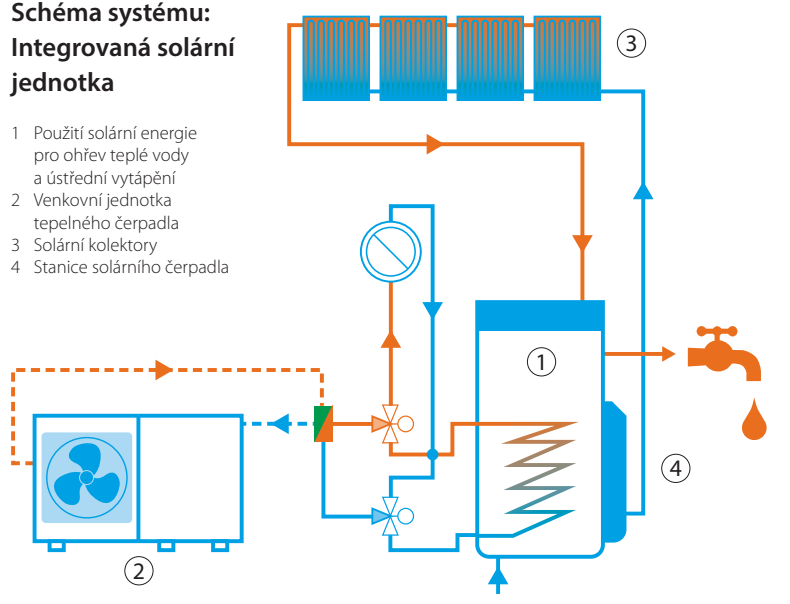 Schéma systému:
Integrovaná solární
jednotka
1 Použití solární energie
pro ohřev teplé vody
a ústřední vytápění
2 Venkovní jednotka
tepelného čerpadla
3 Solární kolektory
4 Stanice solárního čerpadla
3
1
4
2